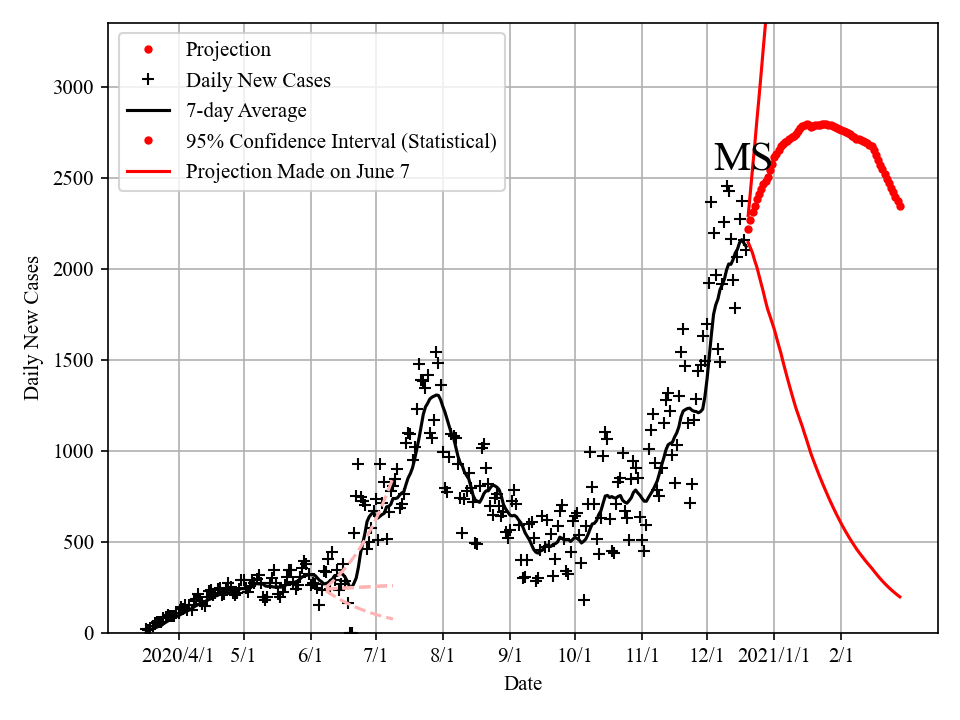 Projection
Daily New Cases
7-day Average
95% Confidence Interval (Statistical)
Projection Made on June 7
MS
3000
2500
2000
1500
1000
500
0
Daily New Cases
2020/4/1 5/1 6/1 7/1 8/1 9/1 10/1 11/1 12/1 2021/1/1 2/1
Date